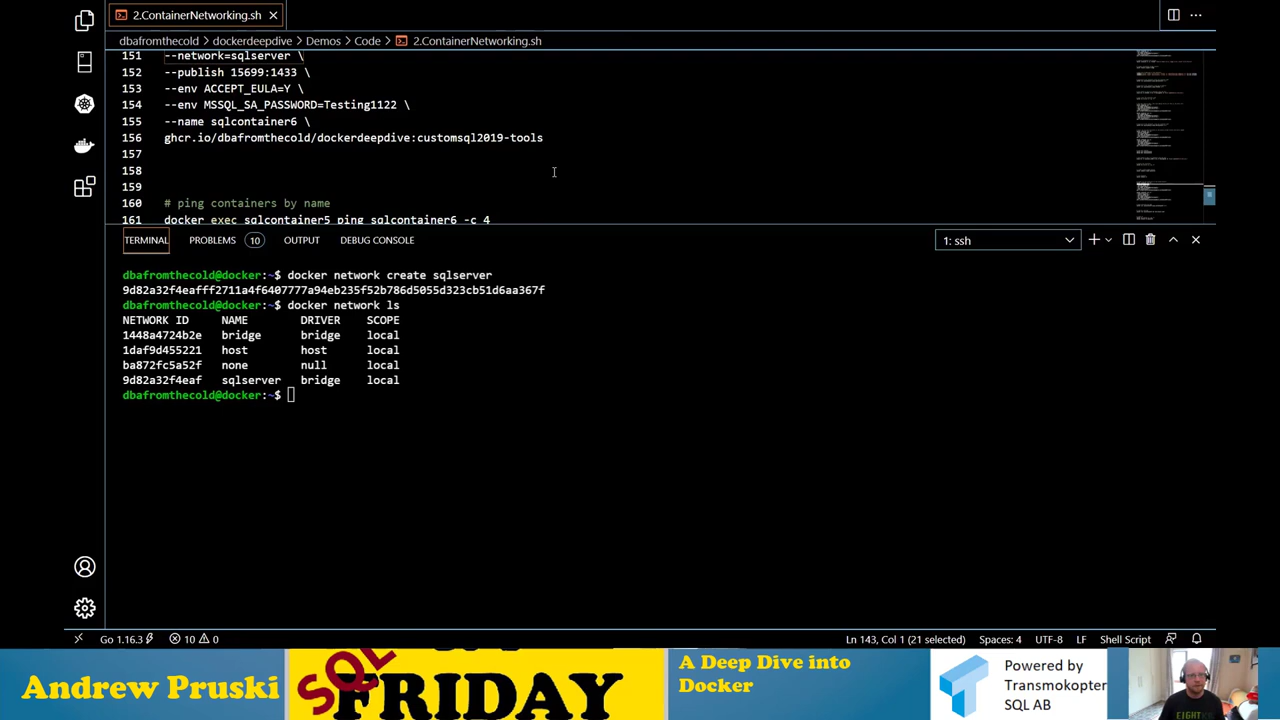 2.ContainerNetworking.sh
dbafromthecold > dockerdeepdive > Demos > Code > 2.ContainerNetworking.sh
151 --network=sqlserver \
152 --publish 15699:1433 \
153 --env ACCEPT_EULA=Y \
154 --env MSSQL_SA_PASSWORD=Testing1122 \
155 --name sqlcontainer6 \
156 ghcr.io/dbafromthecold/dockerdeepdive:customsql2019-tools
157
158
159
160 # ping containers by name
161 docker exec sqlcontainer5 ping sqlcontainer6 -c 4
TERMINAL PROBLEMS 10 OUTPUT DEBUG CONSOLE 1: ssh
dbafromthecold@docker:~$ docker network create sqlserver
9d82a32f4eafff2711a4f6407777a94eb235f52b786d5055d323cb51d6aa367f
dbafromthecold@docker:~$ docker network ls
NETWORK ID NAME DRIVER SCOPE
1448a4724b2e bridge bridge local
1daf9d455221 host host local
ba872fc5a52f none null local
9d82a32f4eaf sqlserver bridge local
dbafromthecold@docker:~$
Go 1.16.3 10 0 Ln 143, Col 1 (21 selected) Spaces: 4 UTF-8 LF Shell Script
Andrew Pruski
SQL
FRIDAY
A Deep Dive into
Docker
Powered by
Transmokopter
SQL AB
EIGHT